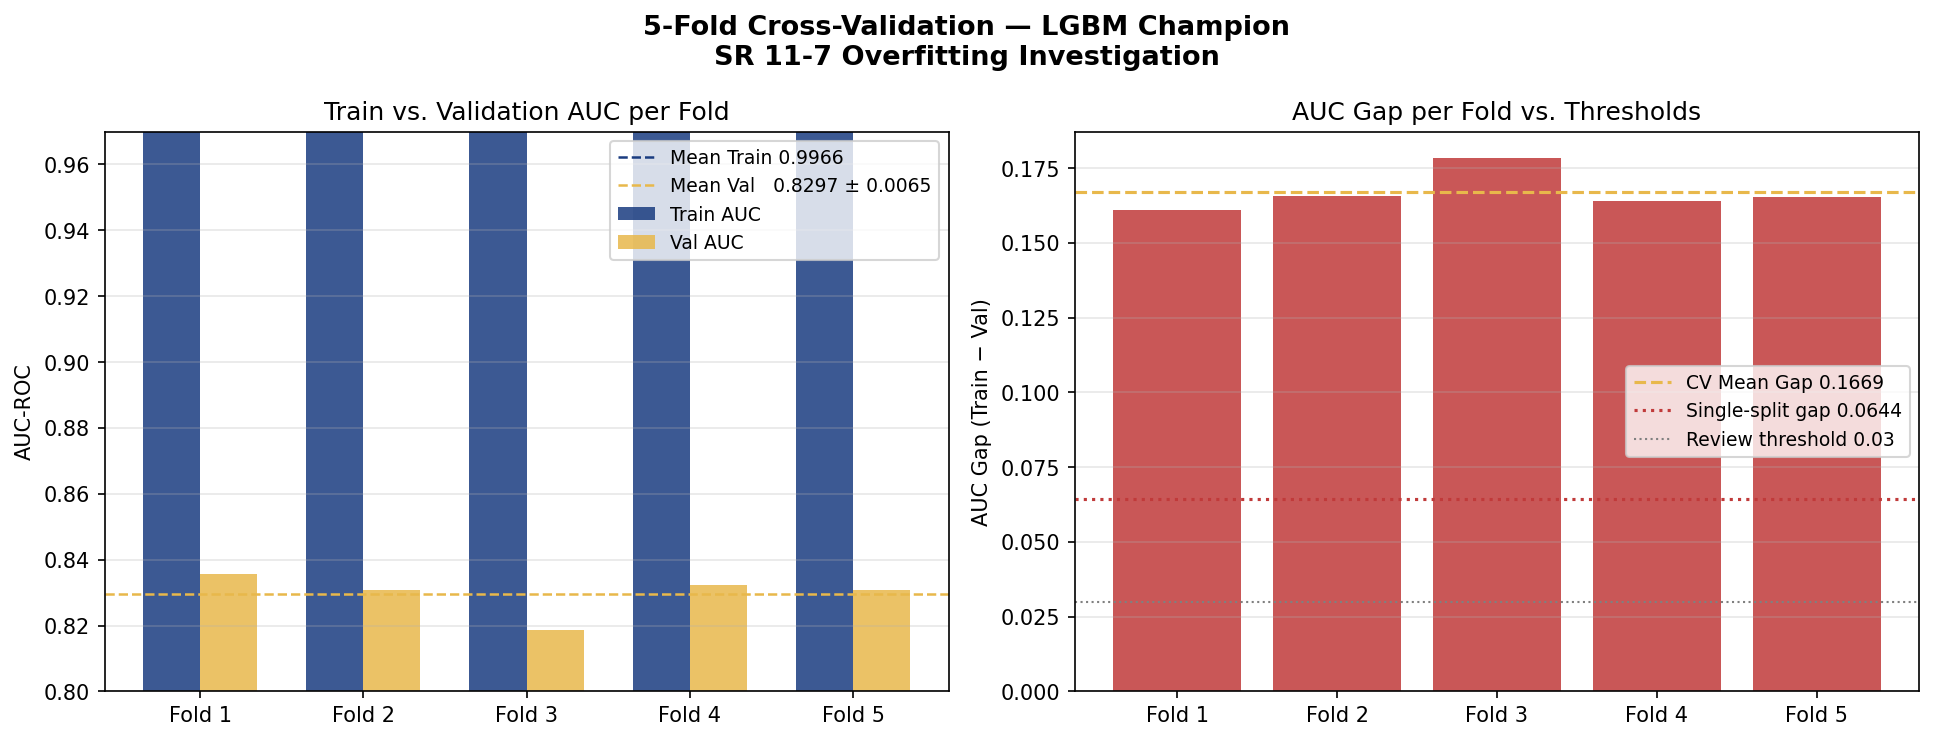 5-Fold Cross-Validation — LGBM Champion
SR 11-7 Overfitting Investigation
Train vs. Validation AUC per Fold
AUC-ROC
0.96
0.94
0.92
0.90
0.88
0.86
0.84
0.82
0.80
Mean Train 0.9966
Mean Val 0.8297 ± 0.0065
Train AUC
Val AUC
Fold 1
Fold 2
Fold 3
Fold 4
Fold 5
AUC Gap per Fold vs. Thresholds
AUC Gap (Train − Val)
0.175
0.150
0.125
0.100
0.075
0.050
0.025
0.000
CV Mean Gap 0.1669
Single-split gap 0.0644
Review threshold 0.03
Fold 1
Fold 2
Fold 3
Fold 4
Fold 5